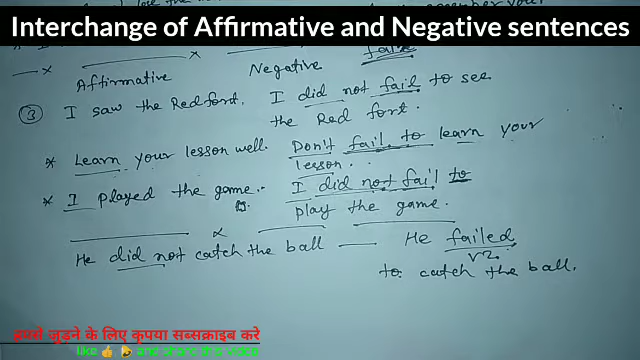 Interchange of Affirmative and Negative sentences
Affirmative × Negative
③ I saw the Red fort. I did not fail to see
the Red fort.
* Learn your lesson well. Don't fail to learn your
lesson.
* I played the game. I did not fail to
play the game.
×
He did not catch the ball — He failed
V2
to catch the ball.
हमसे जुड़ने के लिए कृपया सब्सक्राइब करे
like